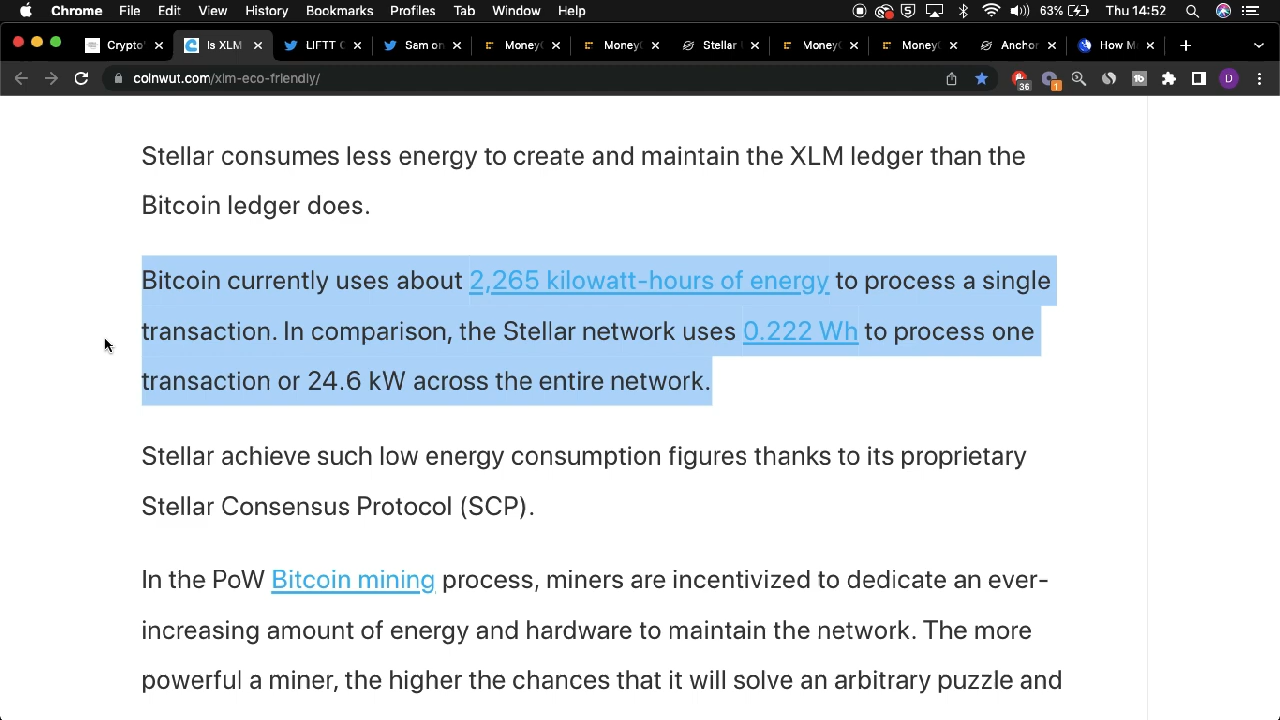 Chrome File Edit View History Bookmarks Profiles Tab Window Help 63% Thu 14:52
Crypto' Is XLM LIFTT Sam on Money Money Stellar Money Money Anchor How M
coinwut.com/xlm-eco-friendly/ 36 1 D
Stellar consumes less energy to create and maintain the XLM ledger than the
Bitcoin ledger does.
Bitcoin currently uses about 2,265 kilowatt-hours of energy to process a single
transaction. In comparison, the Stellar network uses 0.222 Wh to process one
transaction or 24.6 kW across the entire network.
Stellar achieve such low energy consumption figures thanks to its proprietary
Stellar Consensus Protocol (SCP).
In the PoW Bitcoin mining process, miners are incentivized to dedicate an ever-
increasing amount of energy and hardware to maintain the network. The more
powerful a miner, the higher the chances that it will solve an arbitrary puzzle and